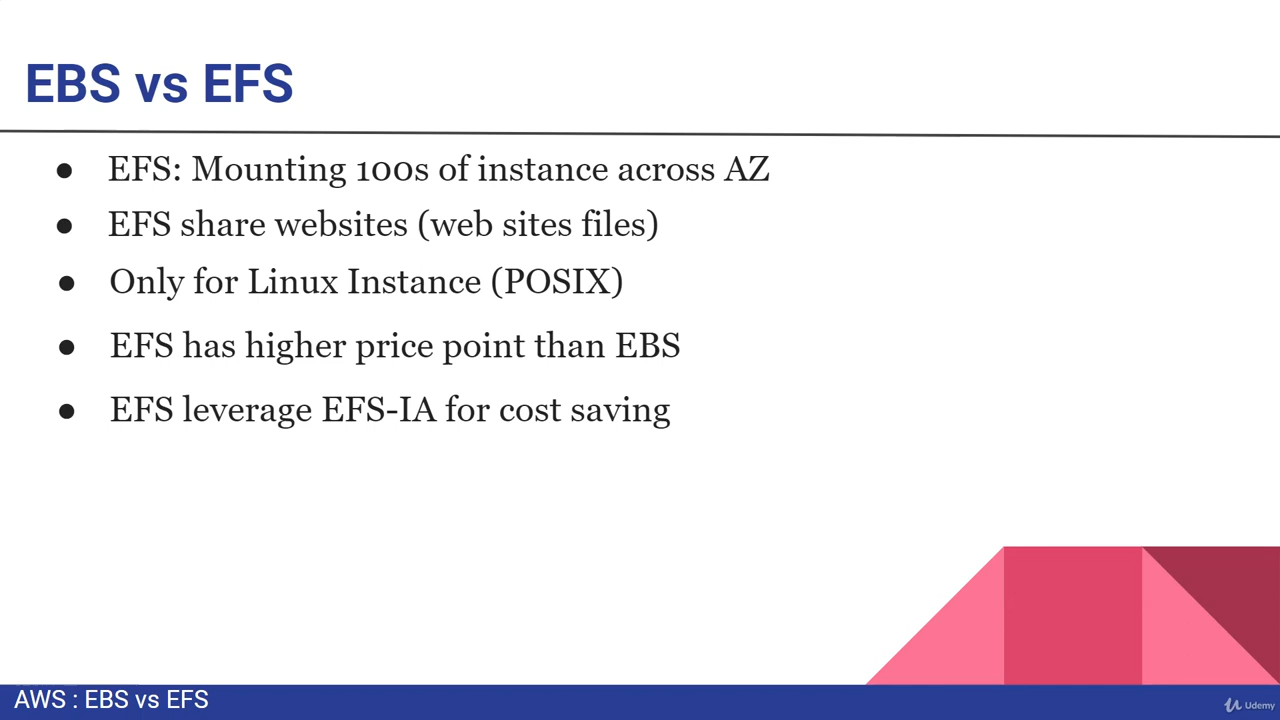 EBS vs EFS
● EFS: Mounting 100s of instance across AZ
● EFS share websites (web sites files)
● Only for Linux Instance (POSIX)
● EFS has higher price point than EBS
● EFS leverage EFS-IA for cost saving
AWS : EBS vs EFS
Udemy